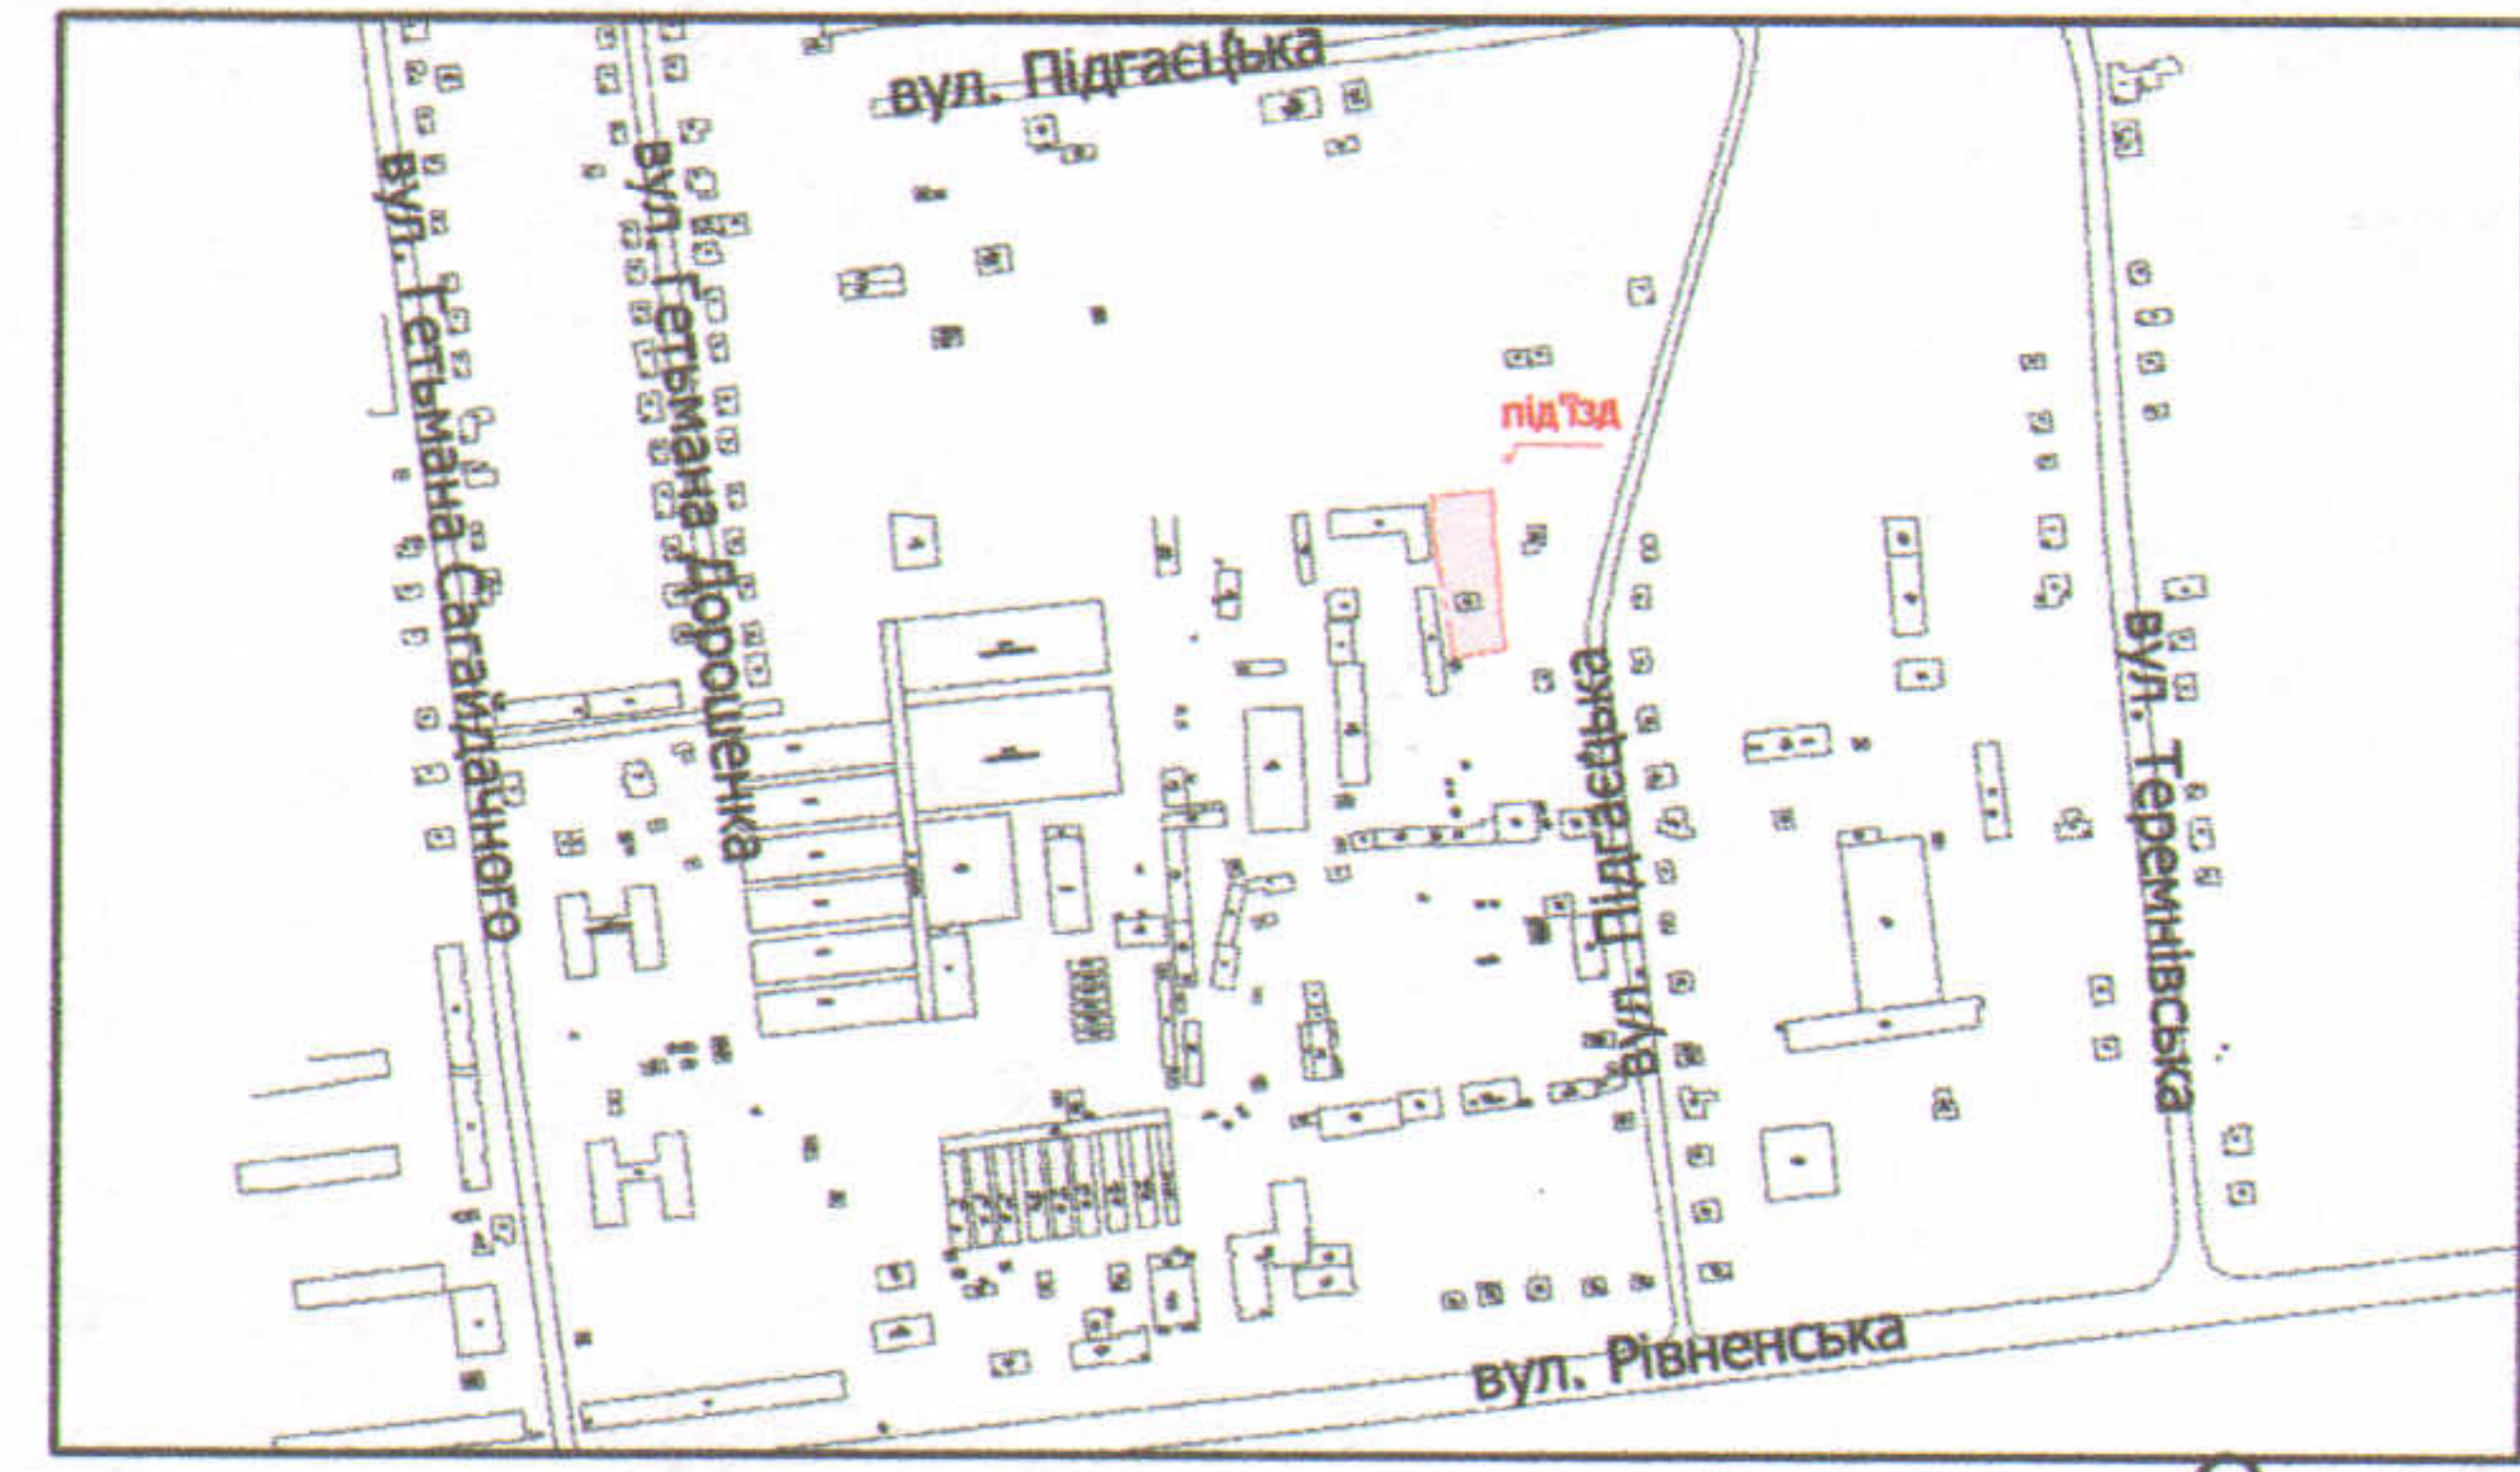 вул. Підгаєцька
вул. Гетьмана Сагайдачного
вул. Гетьмана Дорошенка
під'їзд
вул. Підгаєцька
вул. Теремнівська
вул. Рівненська